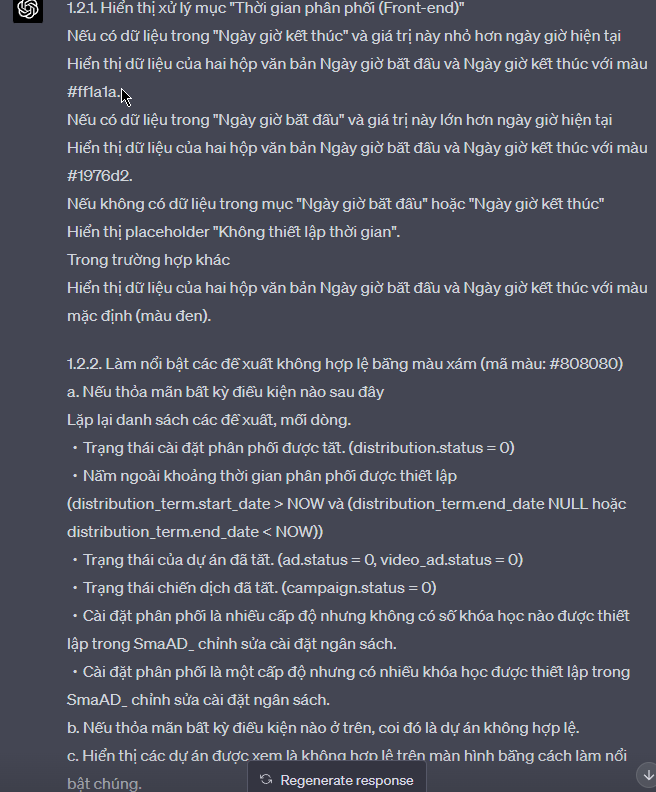 1.2.1. Hiển thị xử lý mục "Thời gian phân phối (Front-end)"
Nếu có dữ liệu trong "Ngày giờ kết thúc" và giá trị này nhỏ hơn ngày giờ hiện tại
Hiển thị dữ liệu của hai hộp văn bản Ngày giờ bắt đầu và Ngày giờ kết thúc với màu
#ff1a1a.
Nếu có dữ liệu trong "Ngày giờ bắt đầu" và giá trị này lớn hơn ngày giờ hiện tại
Hiển thị dữ liệu của hai hộp văn bản Ngày giờ bắt đầu và Ngày giờ kết thúc với màu
#1976d2.
Nếu không có dữ liệu trong mục "Ngày giờ bắt đầu" hoặc "Ngày giờ kết thúc"
Hiển thị placeholder "Không thiết lập thời gian".
Trong trường hợp khác
Hiển thị dữ liệu của hai hộp văn bản Ngày giờ bắt đầu và Ngày giờ kết thúc với màu
mặc định (màu đen).
1.2.2. Làm nổi bật các đề xuất không hợp lệ bằng màu xám (mã màu: #808080)
a. Nếu thỏa mãn bất kỳ điều kiện nào sau đây
Lặp lại danh sách các đề xuất, mỗi dòng.
・Trạng thái cài đặt phân phối được tắt. (distribution.status = 0)
・Nằm ngoài khoảng thời gian phân phối được thiết lập
(distribution_term.start_date > NOW và (distribution_term.end_date NULL hoặc
distribution_term.end_date < NOW))
・Trạng thái của dự án đã tắt. (ad.status = 0, video_ad.status = 0)
・Trạng thái chiến dịch đã tắt. (campaign.status = 0)
・Cài đặt phân phối là nhiều cấp độ nhưng không có số khóa học nào được thiết
lập trong SmaAD_ chỉnh sửa cài đặt ngân sách.
・Cài đặt phân phối là một cấp độ nhưng có nhiều khóa học được thiết lập trong
SmaAD_ chỉnh sửa cài đặt ngân sách.
b. Nếu thỏa mãn bất kỳ điều kiện nào ở trên, coi đó là dự án không hợp lệ.
c. Hiển thị các dự án được xem là không hợp lệ trên màn hình bằng cách làm nổi
bật chúng.
Regenerate response